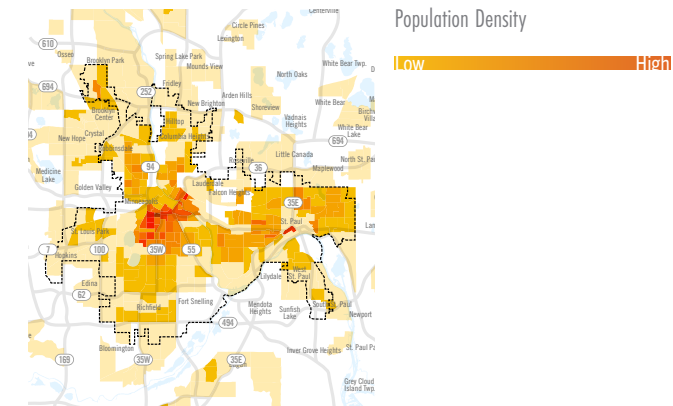 Centerville
Circle Pines
Population Density
Lexington
610
Osseo
Brooklyn Park
Spring Lake Park
Mounds View
White Bear Twp.
Low
High
North Oaks
694
252
Fridley
Arden Hills
New Brighton
Shoreview
White Bear
Brooklyn
Center
Vadnais
Heights
Hilltop
White Bear
Lake
Crystal
New Hope
Columbia Heights
694
Robbinsdale
Little Canada
94
Roseville
36
North St. Pa
Maplewood
Medicine
Lake
Golden Valley
Lauderdale
Falcon Heights
Minneapolis
35E
St. Paul
St. Louis Park
7
Hopkins
100
35W
55
Lilydale
West
St. Paul
Edina
62
Richfield
Fort Snelling
Mendota
Heights
Sunfish
Lake
South St. Paul
Newport
494
Bloomington
Inver Grove Heights
St. Paul Pa
169
35W
35E
Eagan
Grey Cloud
Island Twp.